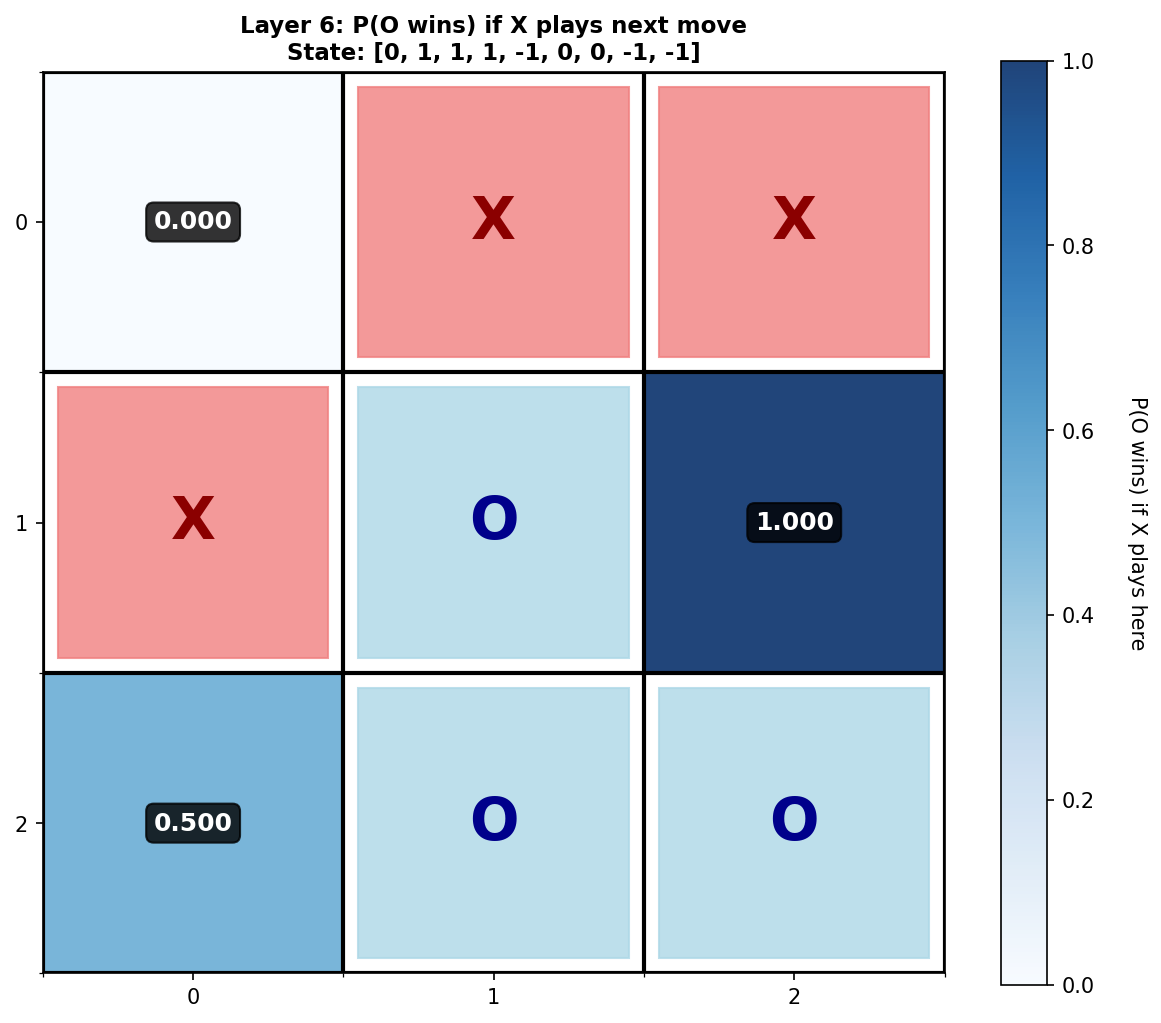 Layer 6: P(O wins) if X plays next move
State: [0, 1, 1, 1, -1, 0, 0, -1, -1]
0
0.000
X
X
1
X
O
1.000
2
0.500
O
O
0
1
2
1.0
0.8
0.6
0.4
0.2
0.0
P(O wins) if X plays here